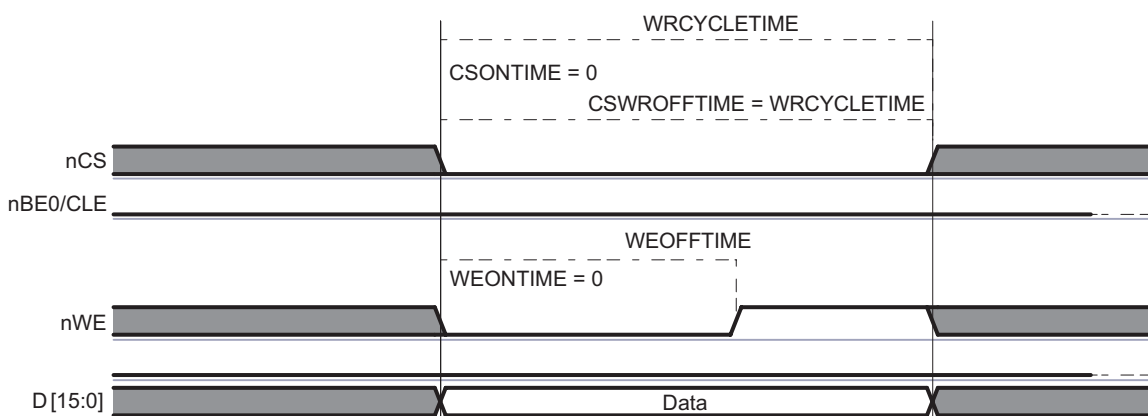 WRCYCLETIME
CSONTIME = 0
CSWROFFTIME = WRCYCLETIME
nCS
nBE0/CLE
WEOFFTIME
WEONTIME = 0
nWE
D[15:0]
Data